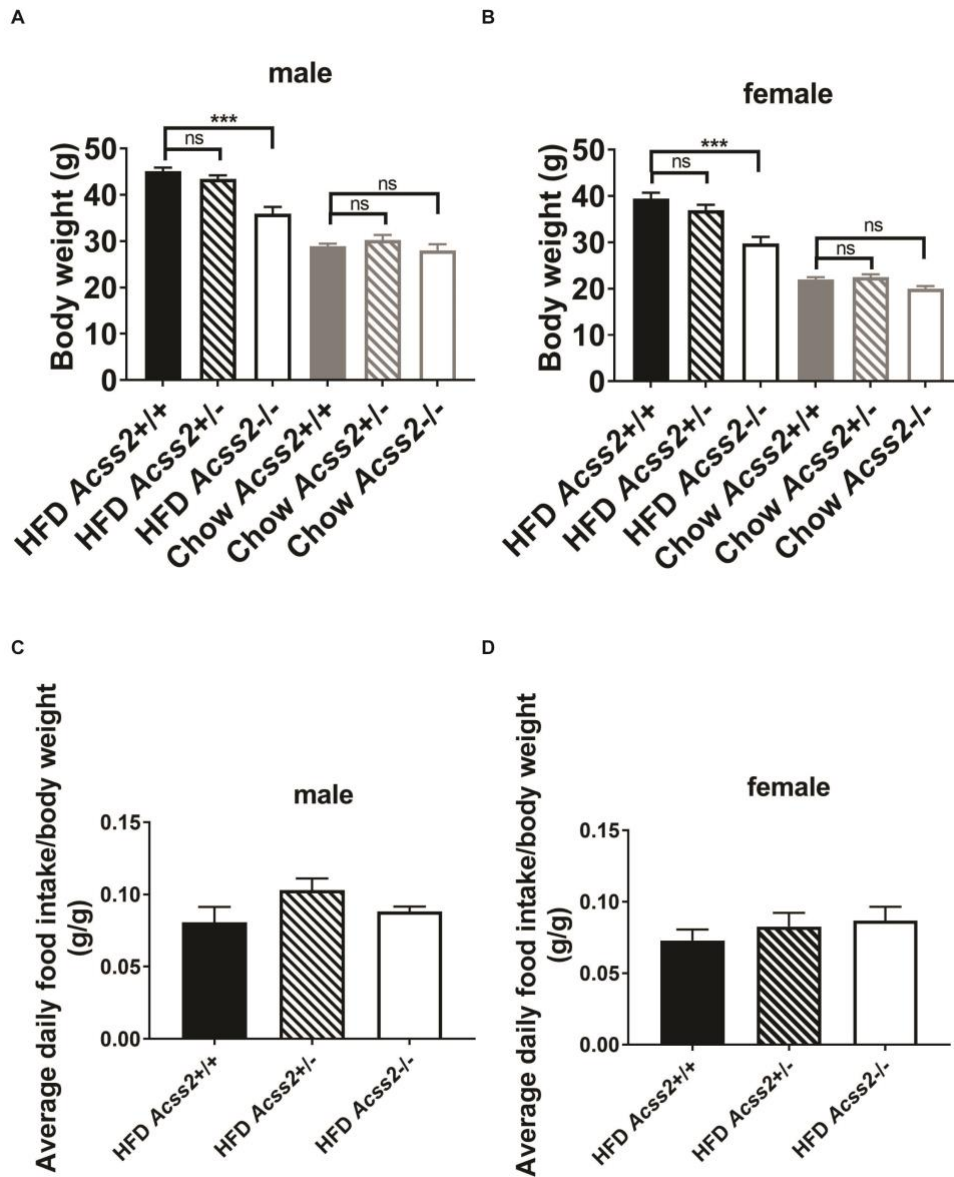 A
male
Body weight (g)
50
40
30
20
10
0
***
ns
ns
ns
HFD Acss2+/+
HFD Acss2+/-
HFD Acss2-/-
Chow Acss2+/+
Chow Acss2+/-
Chow Acss2-/-
B
female
Body weight (g)
50
40
30
20
10
0
***
ns
ns
ns
HFD Acss2+/+
HFD Acss2+/-
HFD Acss2-/-
Chow Acss2+/+
Chow Acss2+/-
Chow Acss2-/-
C
male
Average daily food intake/body weight
(g/g)
0.15
0.10
0.05
0.00
HFD Acss2+/+
HFD Acss2+/-
HFD Acss2-/-
D
female
Average daily food intake/body weight
(g/g)
0.15
0.10
0.05
0.00
HFD Acss2+/+
HFD Acss2+/-
HFD Acss2-/-